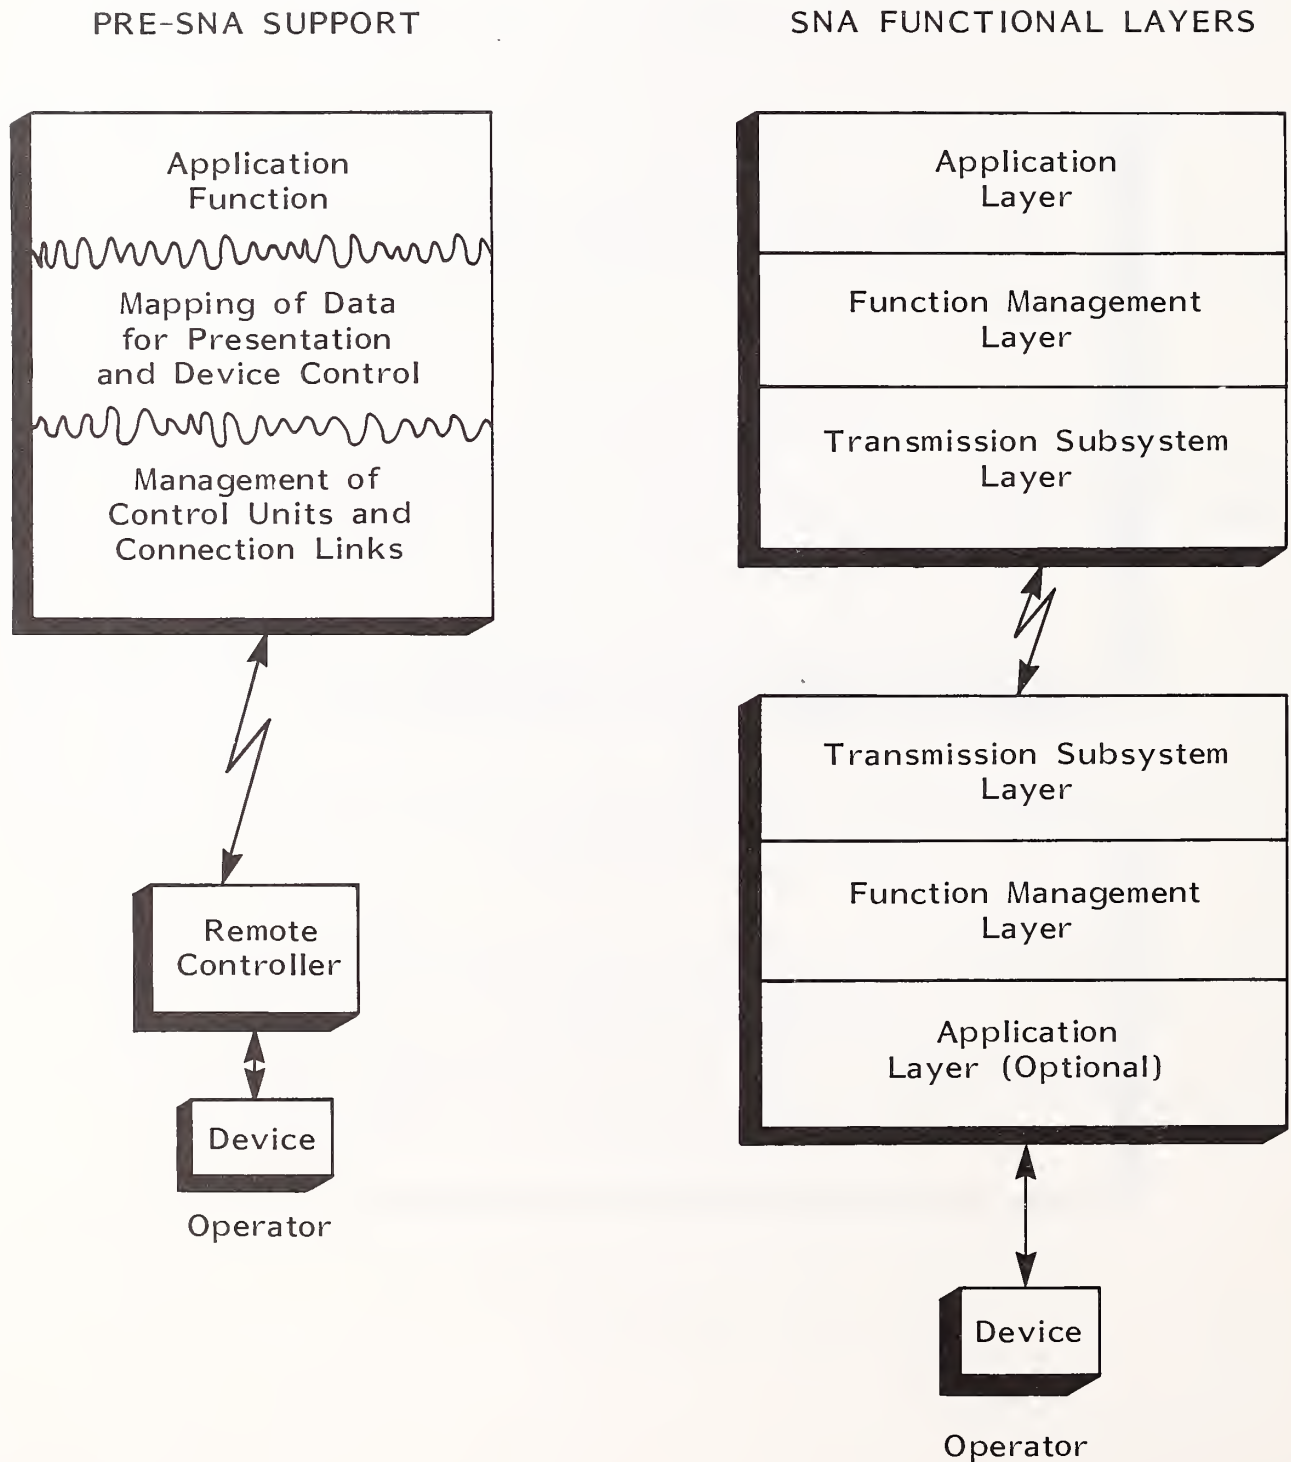 PRE-SNA SUPPORT
Application
Function
Mapping of Data
for Presentation
and Device Control
Management of
Control Units and
Connection Links
Remote
Controller
Device
Operator
SNA FUNCTIONAL LAYERS
Application
Layer
Function Management
Layer
Transmission Subsystem
Layer
Transmission Subsystem
Layer
Function Management
Layer
Application
Layer (Optional)
Device
Operator